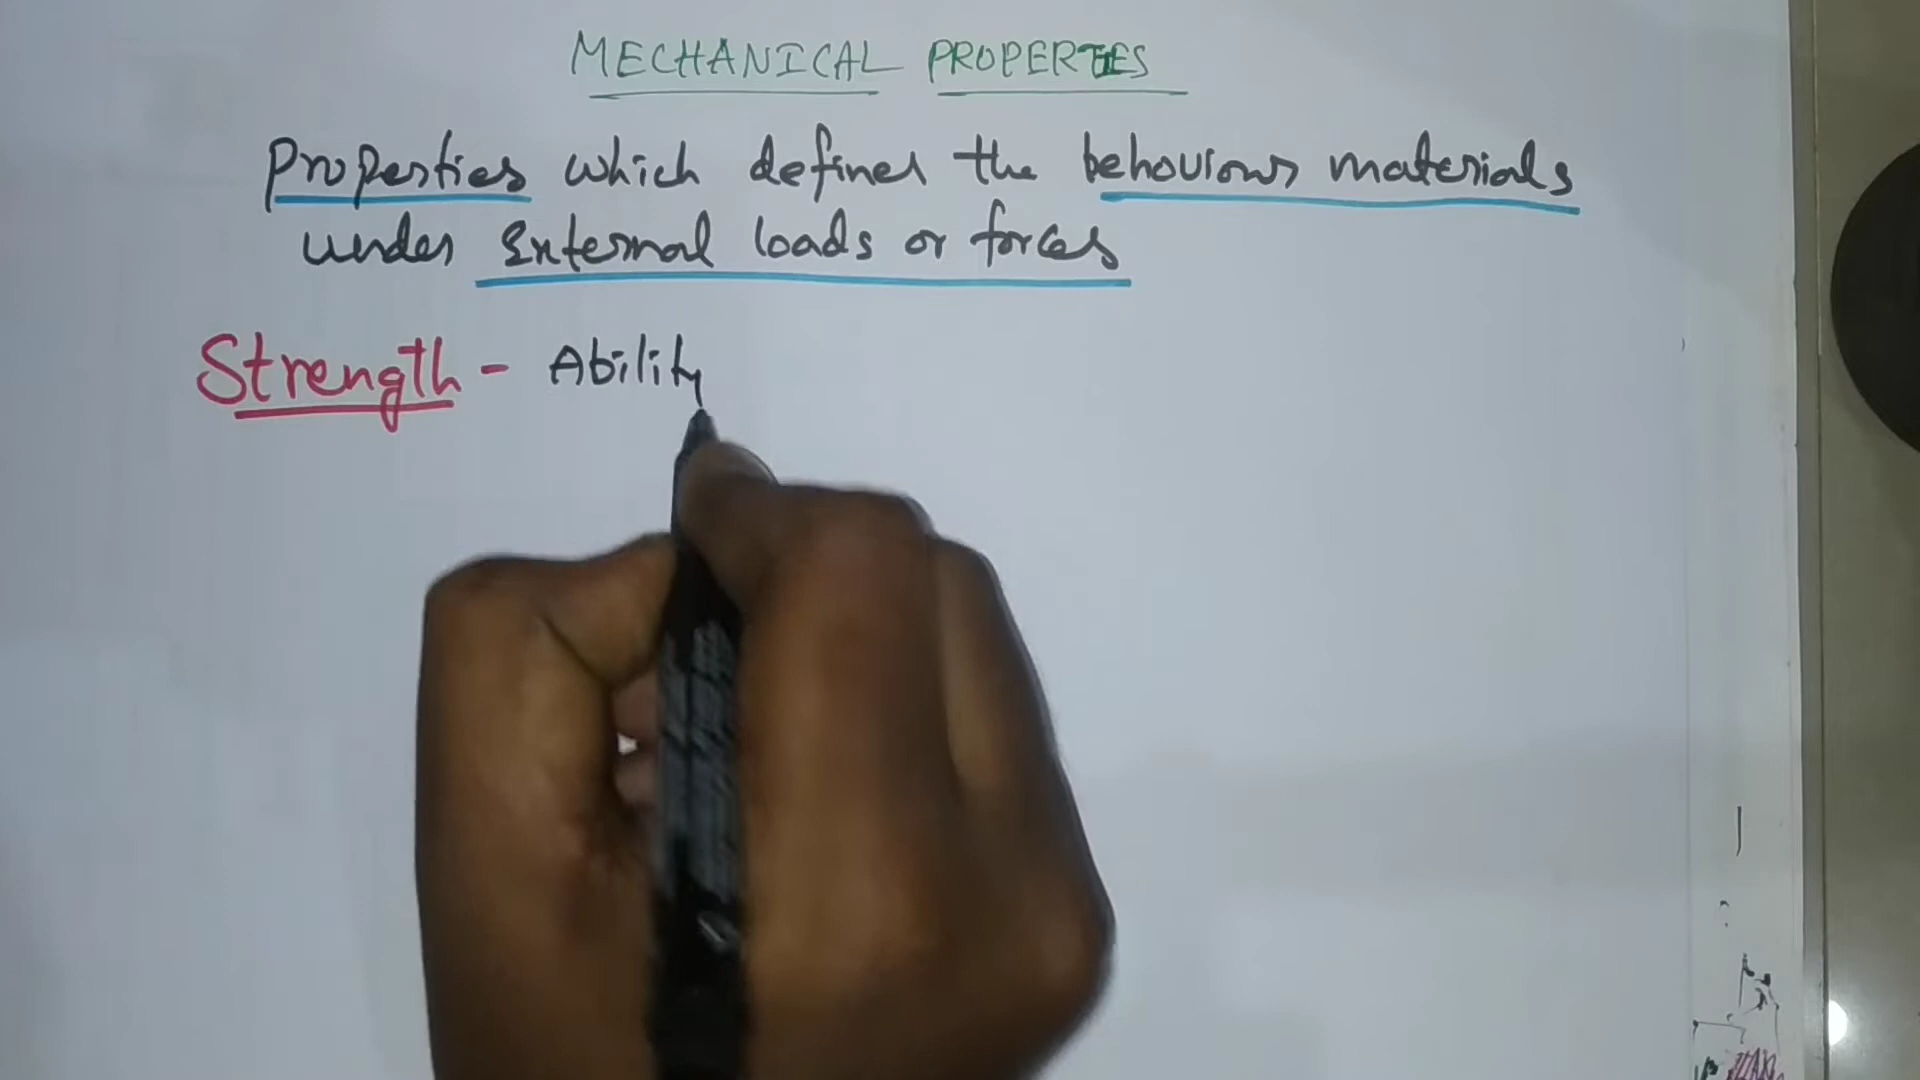 MECHANICAL PROPERTIES
Properties which defines the behaviours materials
under External loads or forces
Strength - Ability